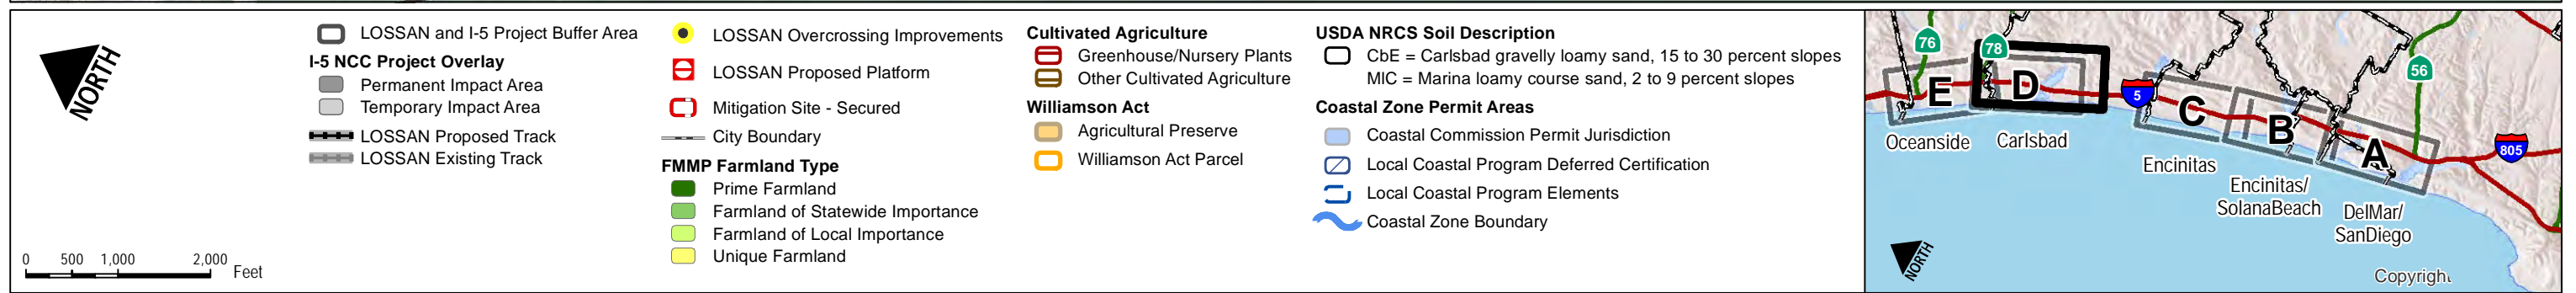 NORTH
0 500 1,000 2,000
Feet
LOSSAN and I-5 Project Buffer Area
I-5 NCC Project Overlay
Permanent Impact Area
Temporary Impact Area
LOSSAN Proposed Track
LOSSAN Existing Track
LOSSAN Overcrossing Improvements
LOSSAN Proposed Platform
Mitigation Site - Secured
City Boundary
FMMP Farmland Type
Prime Farmland
Farmland of Statewide Importance
Farmland of Local Importance
Unique Farmland
Cultivated Agriculture
Greenhouse/Nursery Plants
Other Cultivated Agriculture
Williamson Act
Agricultural Preserve
Williamson Act Parcel
USDA NRCS Soil Description
CbE = Carlsbad gravelly loamy sand, 15 to 30 percent slopes
MlC = Marina loamy course sand, 2 to 9 percent slopes
Coastal Zone Permit Areas
Coastal Commission Permit Jurisdiction
Local Coastal Program Deferred Certification
Local Coastal Program Elements
Coastal Zone Boundary
76
78
56
5
805
E
D
C
B
A
Oceanside
Carlsbad
Encinitas
Encinitas/
SolanaBeach
DelMar/
SanDiego
NORTH
Copyright